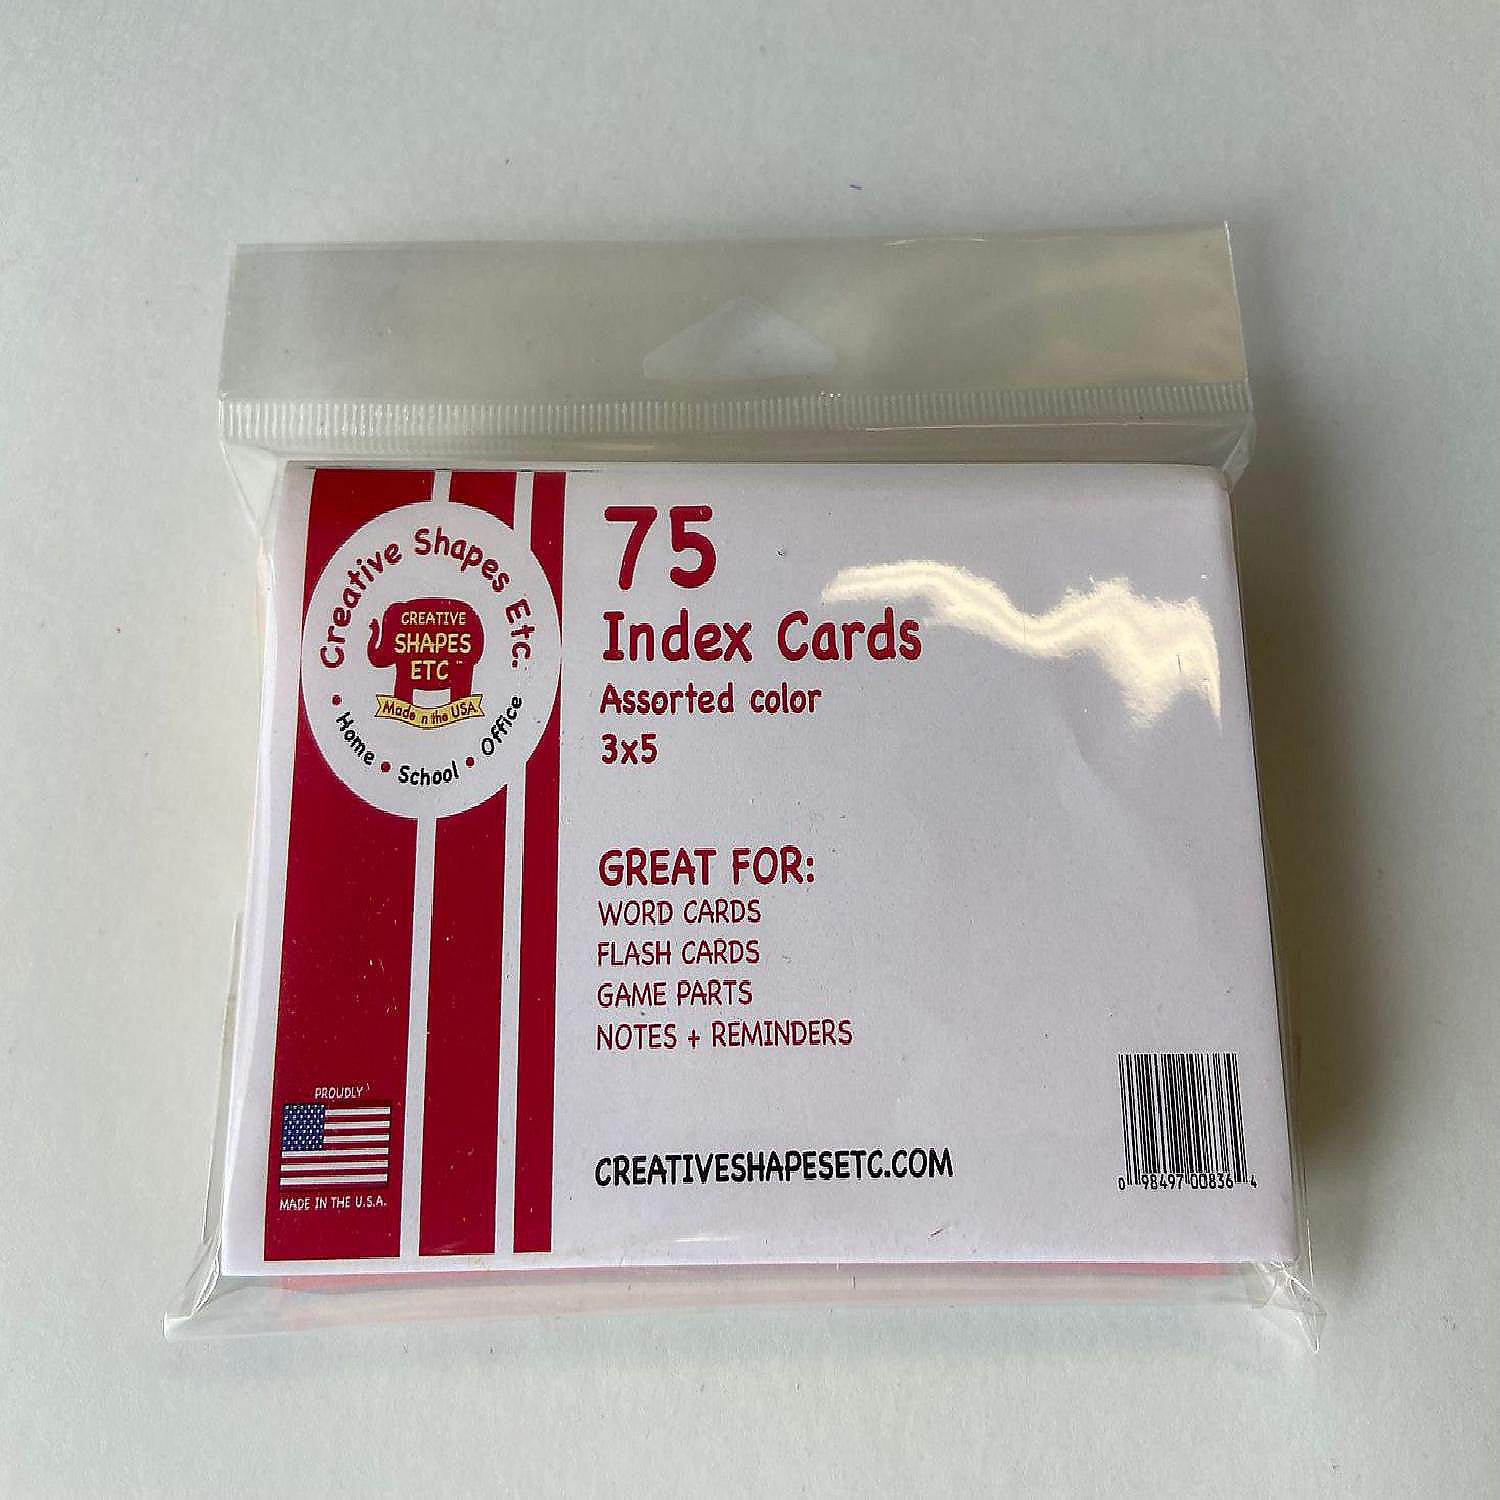 Creative Shapes Etc.
CREATIVE
SHAPES
ETC
Made in the USA
• Home • School • Office
75
Index Cards
Assorted color
3x5
GREAT FOR:
WORD CARDS
FLASH CARDS
GAME PARTS
NOTES + REMINDERS
PROUDLY
MADE IN THE U.S.A.
CREATIVESHAPESETC.COM
0 98497 00836 4